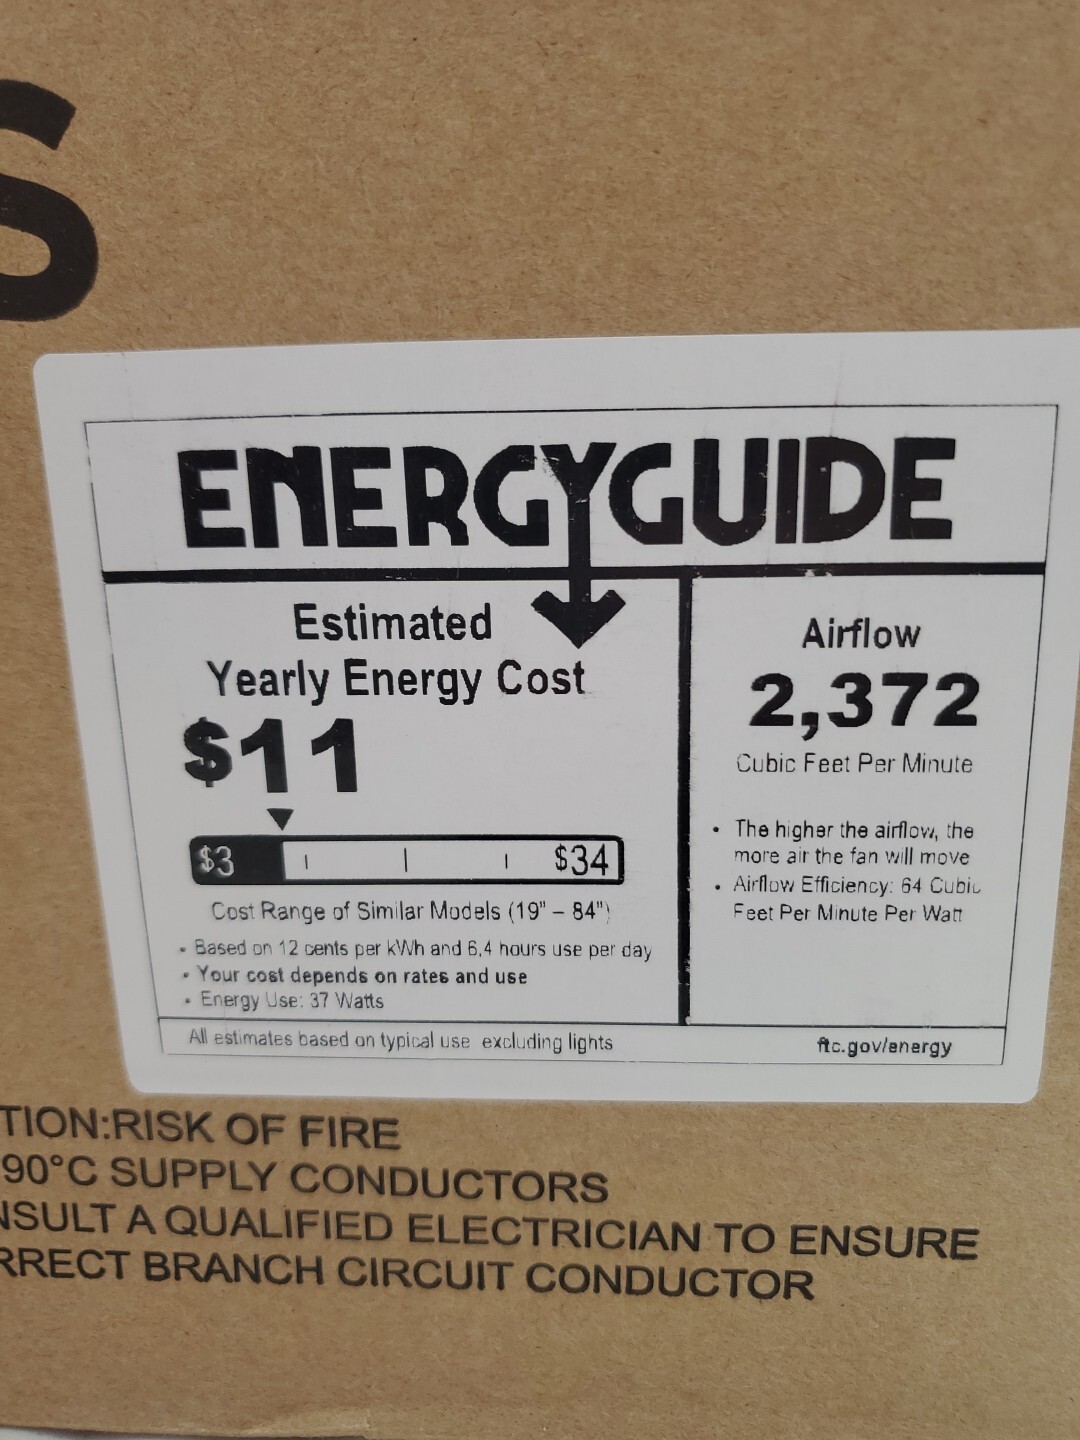 S
ENERGYGUIDE
Estimated
Yearly Energy Cost
$11
$3 $34
Cost Range of Similar Models (19" – 84")
• Based on 12 cents per kWh and 6,4 hours use per day
• Your cost depends on rates and use
• Energy Use: 37 Watts
Airflow
2,372
Cubic Feet Per Minute
• The higher the airflow, the
more air the fan will move
• Airflow Efficiency: 64 Cubic
Feet Per Minute Per Watt
All estimates based on typical use excluding lights
ftc.gov/energy
TION:RISK OF FIRE
90°C SUPPLY CONDUCTORS
NSULT A QUALIFIED ELECTRICIAN TO ENSURE
RRECT BRANCH CIRCUIT CONDUCTOR